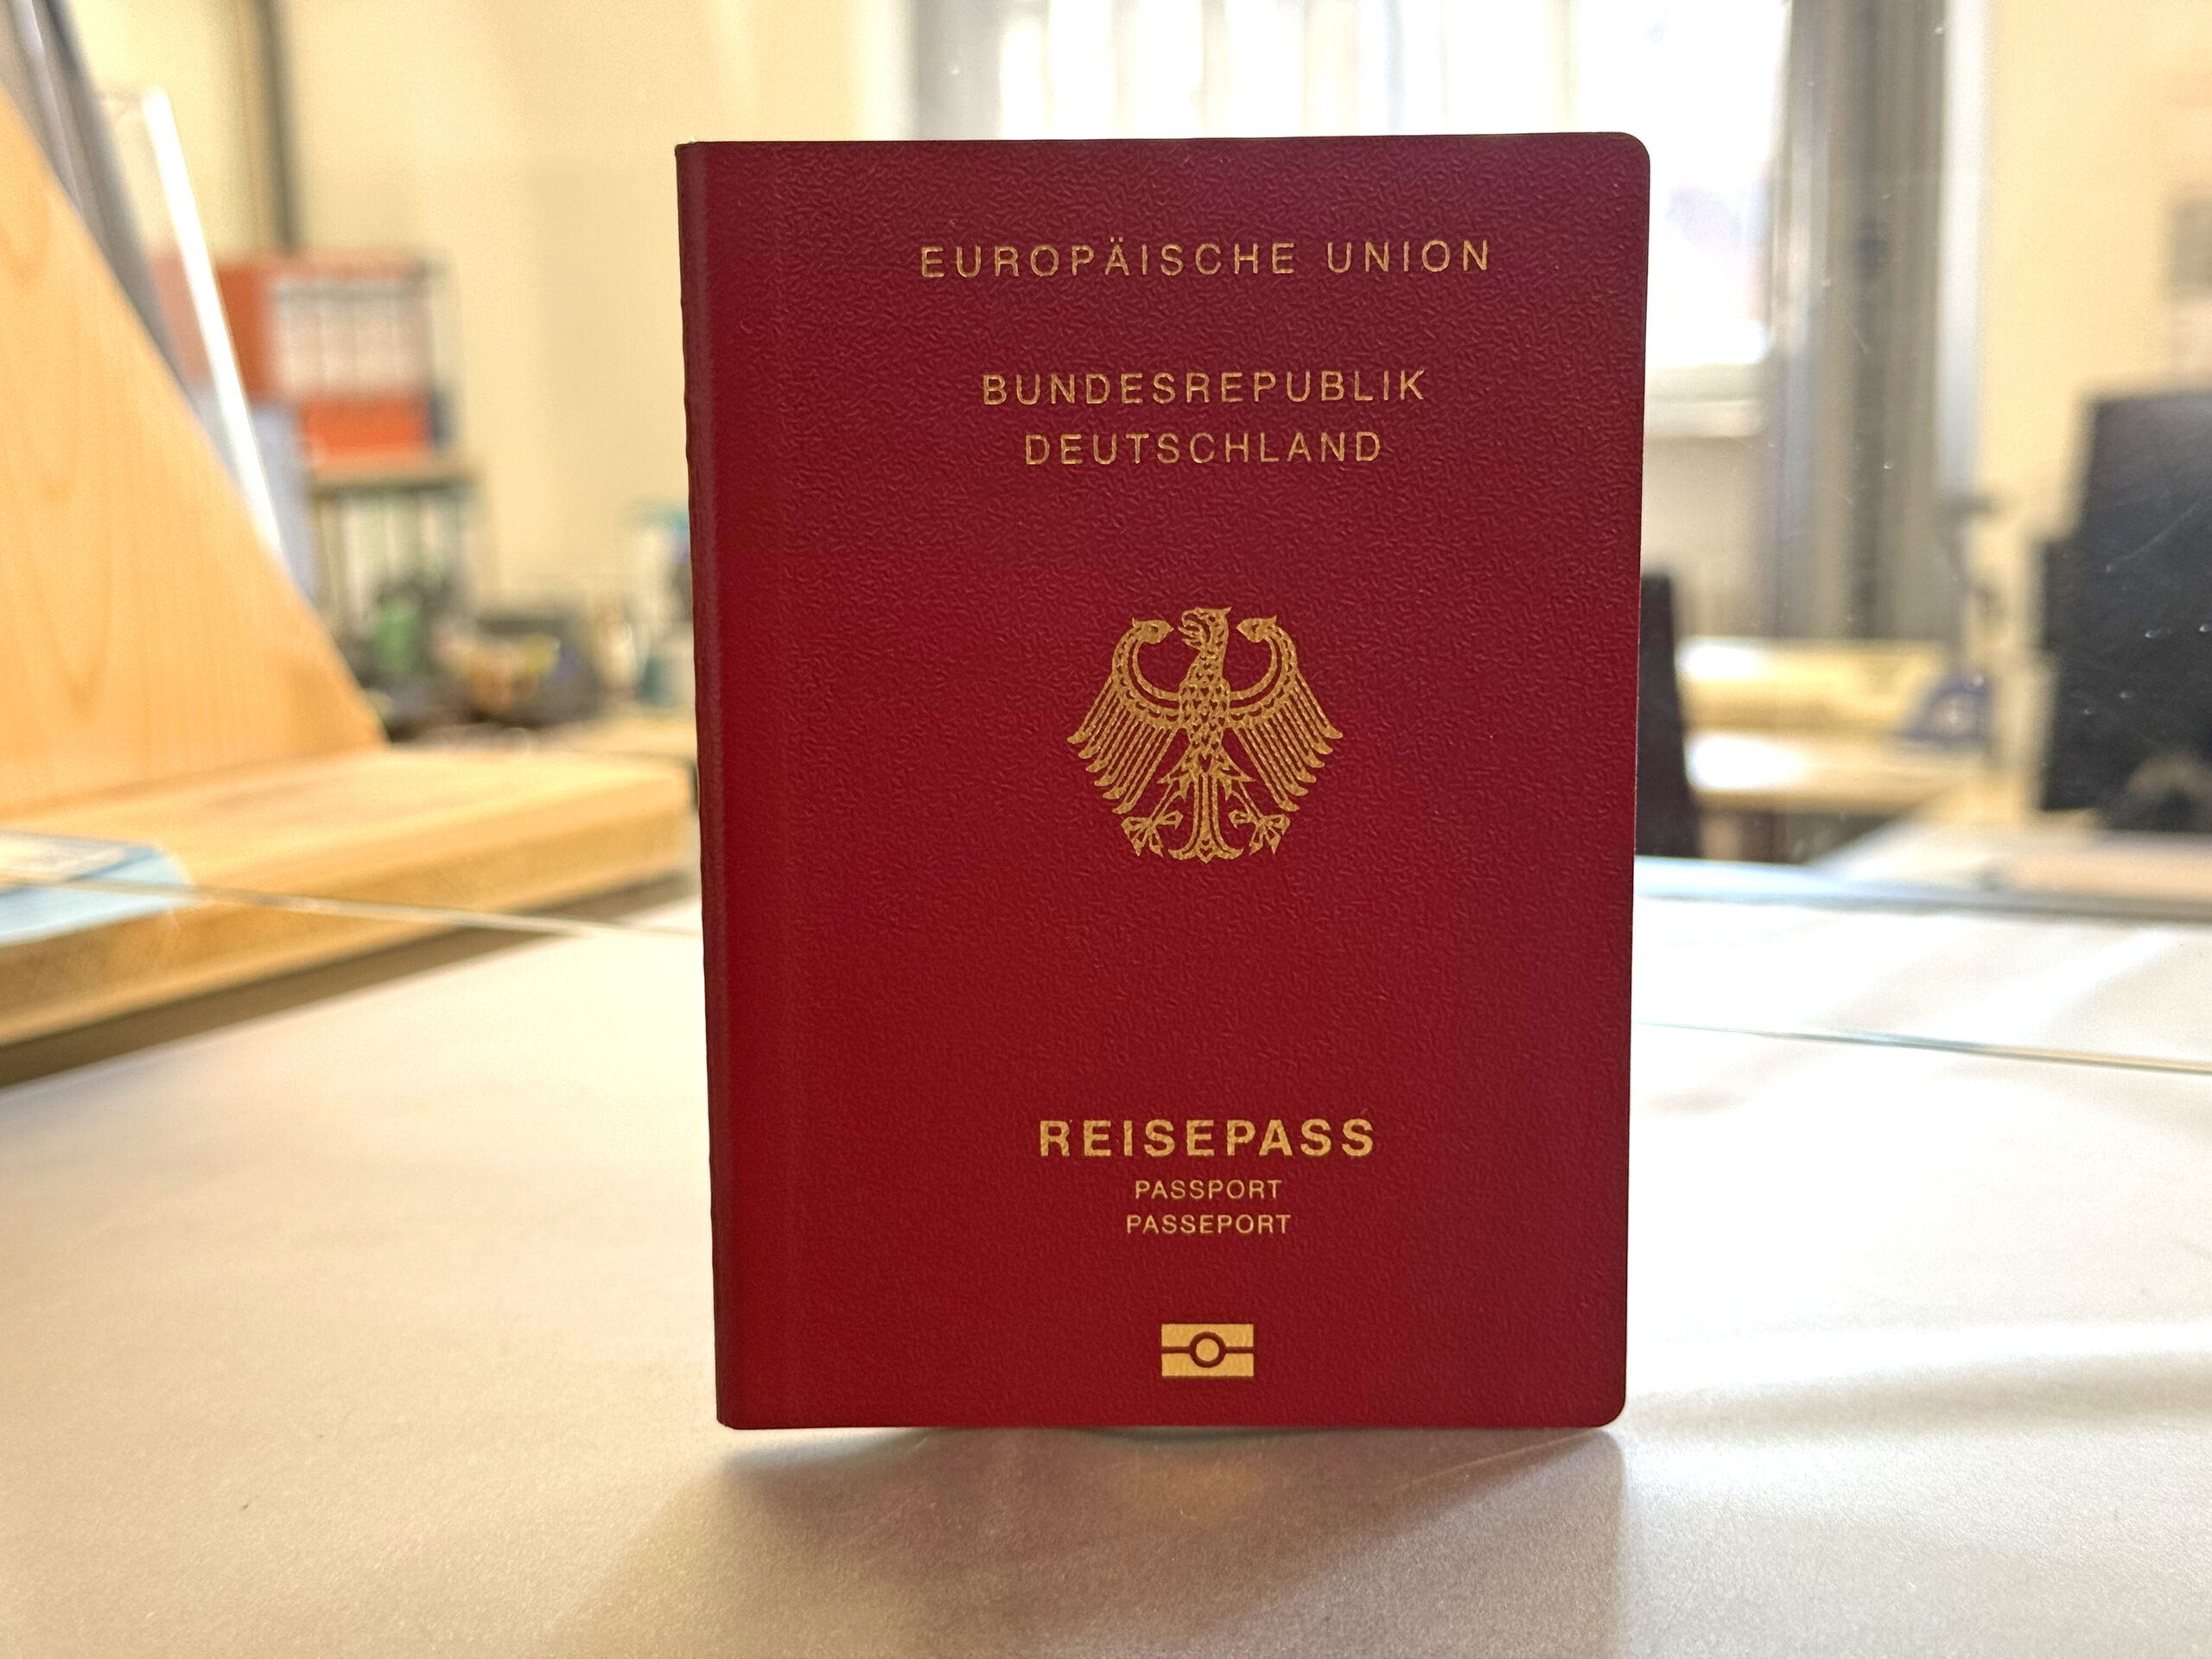 EUROPÄISCHE UNION
BUNDESREPUBLIK
DEUTSCHLAND
REISEPASS
PASSPORT
PASSEPORT